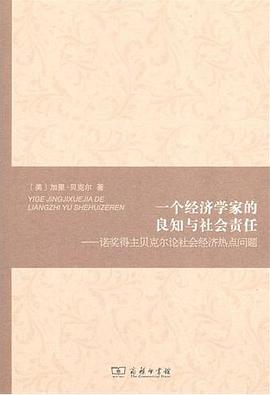 〔美〕加里·贝克尔 著
YIGE JINGJIXUEJIA DE
LIANGZHI YU SHEHUIZEREN
一个经济学家的
良知与社会责任
——诺奖得主贝克尔论社会经济热点问题
商务印书馆
The Commercial Press